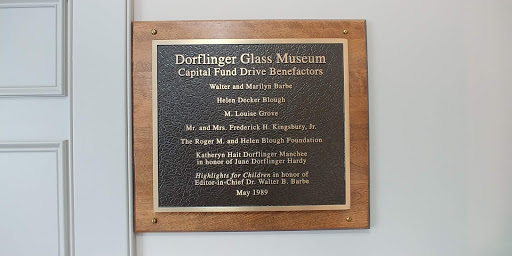 Dorflinger Glass Museum
Capital Fund Drive Benefactors
Walter and Marilyn Barbe
Helen Decker Blough
M. Louise Grove
Mr. and Mrs. Frederick H. Kingsbury, Jr.
The Roger M. and Helen Blough Foundation
Katheryn Hait Dorflinger Manchee
in honor of June Dorflinger Hardy
Highlights for Children in honor of
Editor-in-Chief Dr. Walter B. Barbe
May 1989